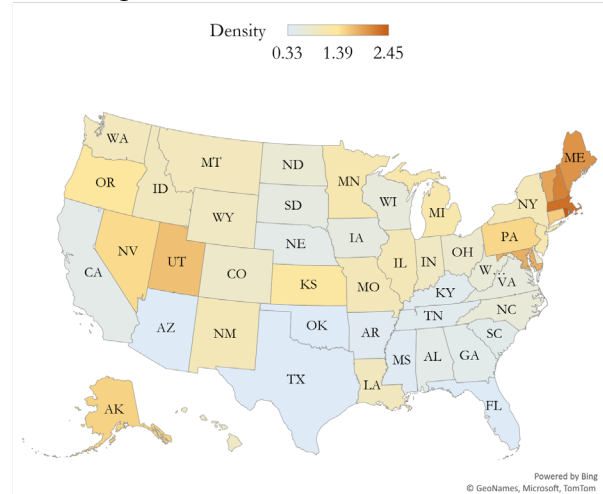 Density
0.33 1.39 2.45
WA
MT
ND
MN
ME
OR
ID
SD
WI
NY
WY
MI
IA
PA
NV
NE
OH
UT
CO
IL
IN
W...
CA
KS
MO
VA
KY
NC
TN
OK
AR
AZ
NM
SC
MS
AL
GA
TX
LA
FL
AK
Powered by Bing
© GeoNames, Microsoft, TomTom